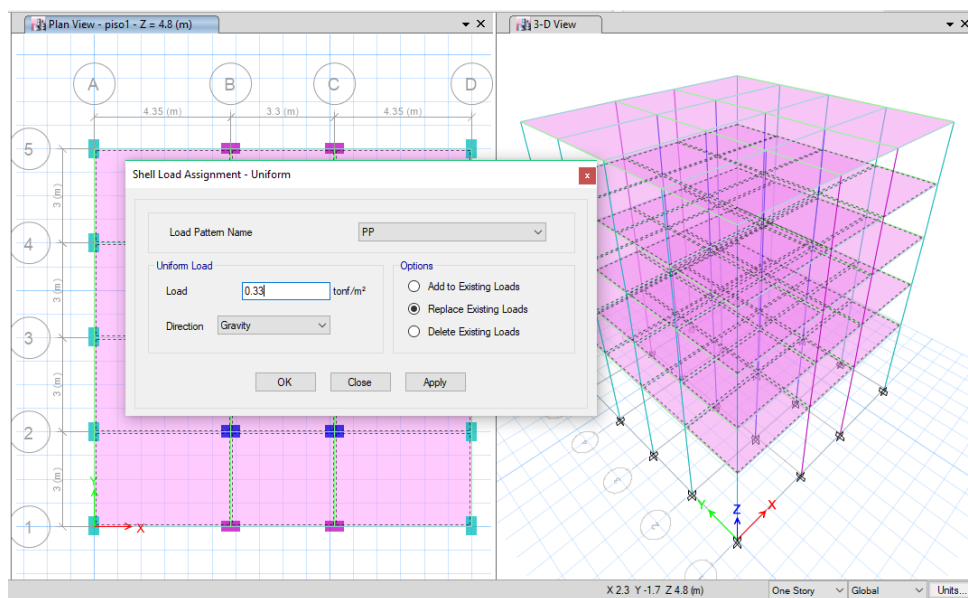 Plan View - piso1 - Z = 4.8 (m)
3-D View
A
B
C
D
4.35 (m)
3.3 (m)
4.35 (m)
5
4
3
2
1
3 (m)
3 (m)
3 (m)
3 (m)
Y
X
Shell Load Assignment - Uniform
x
Load Pattern Name
PP
Uniform Load
Load
0.33
tonf/m²
Direction
Gravity
Options
Add to Existing Loads
Replace Existing Loads
Delete Existing Loads
OK
Close
Apply
Y
Z
X
X 2.3 Y -1.7 Z 4.8 (m)
One Story
Global
Units...